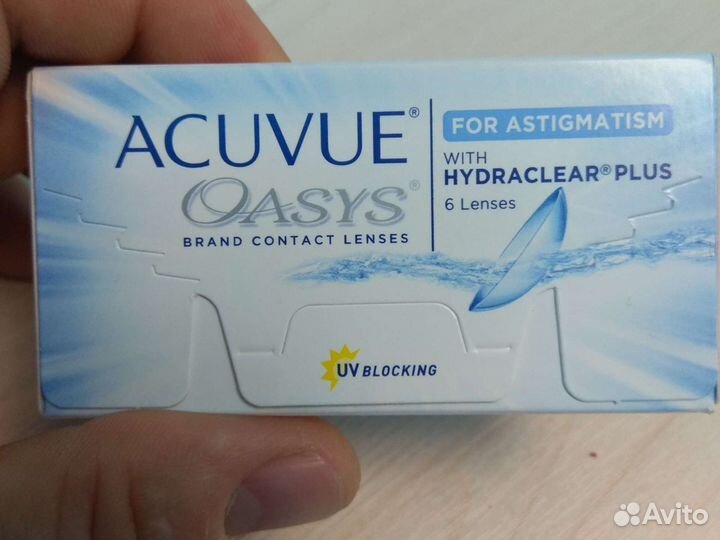 ACUVUE®
OASYS®
BRAND CONTACT LENSES
FOR ASTIGMATISM
WITH
HYDRACLEAR® PLUS
6 Lenses
UV BLOCKING
Avito